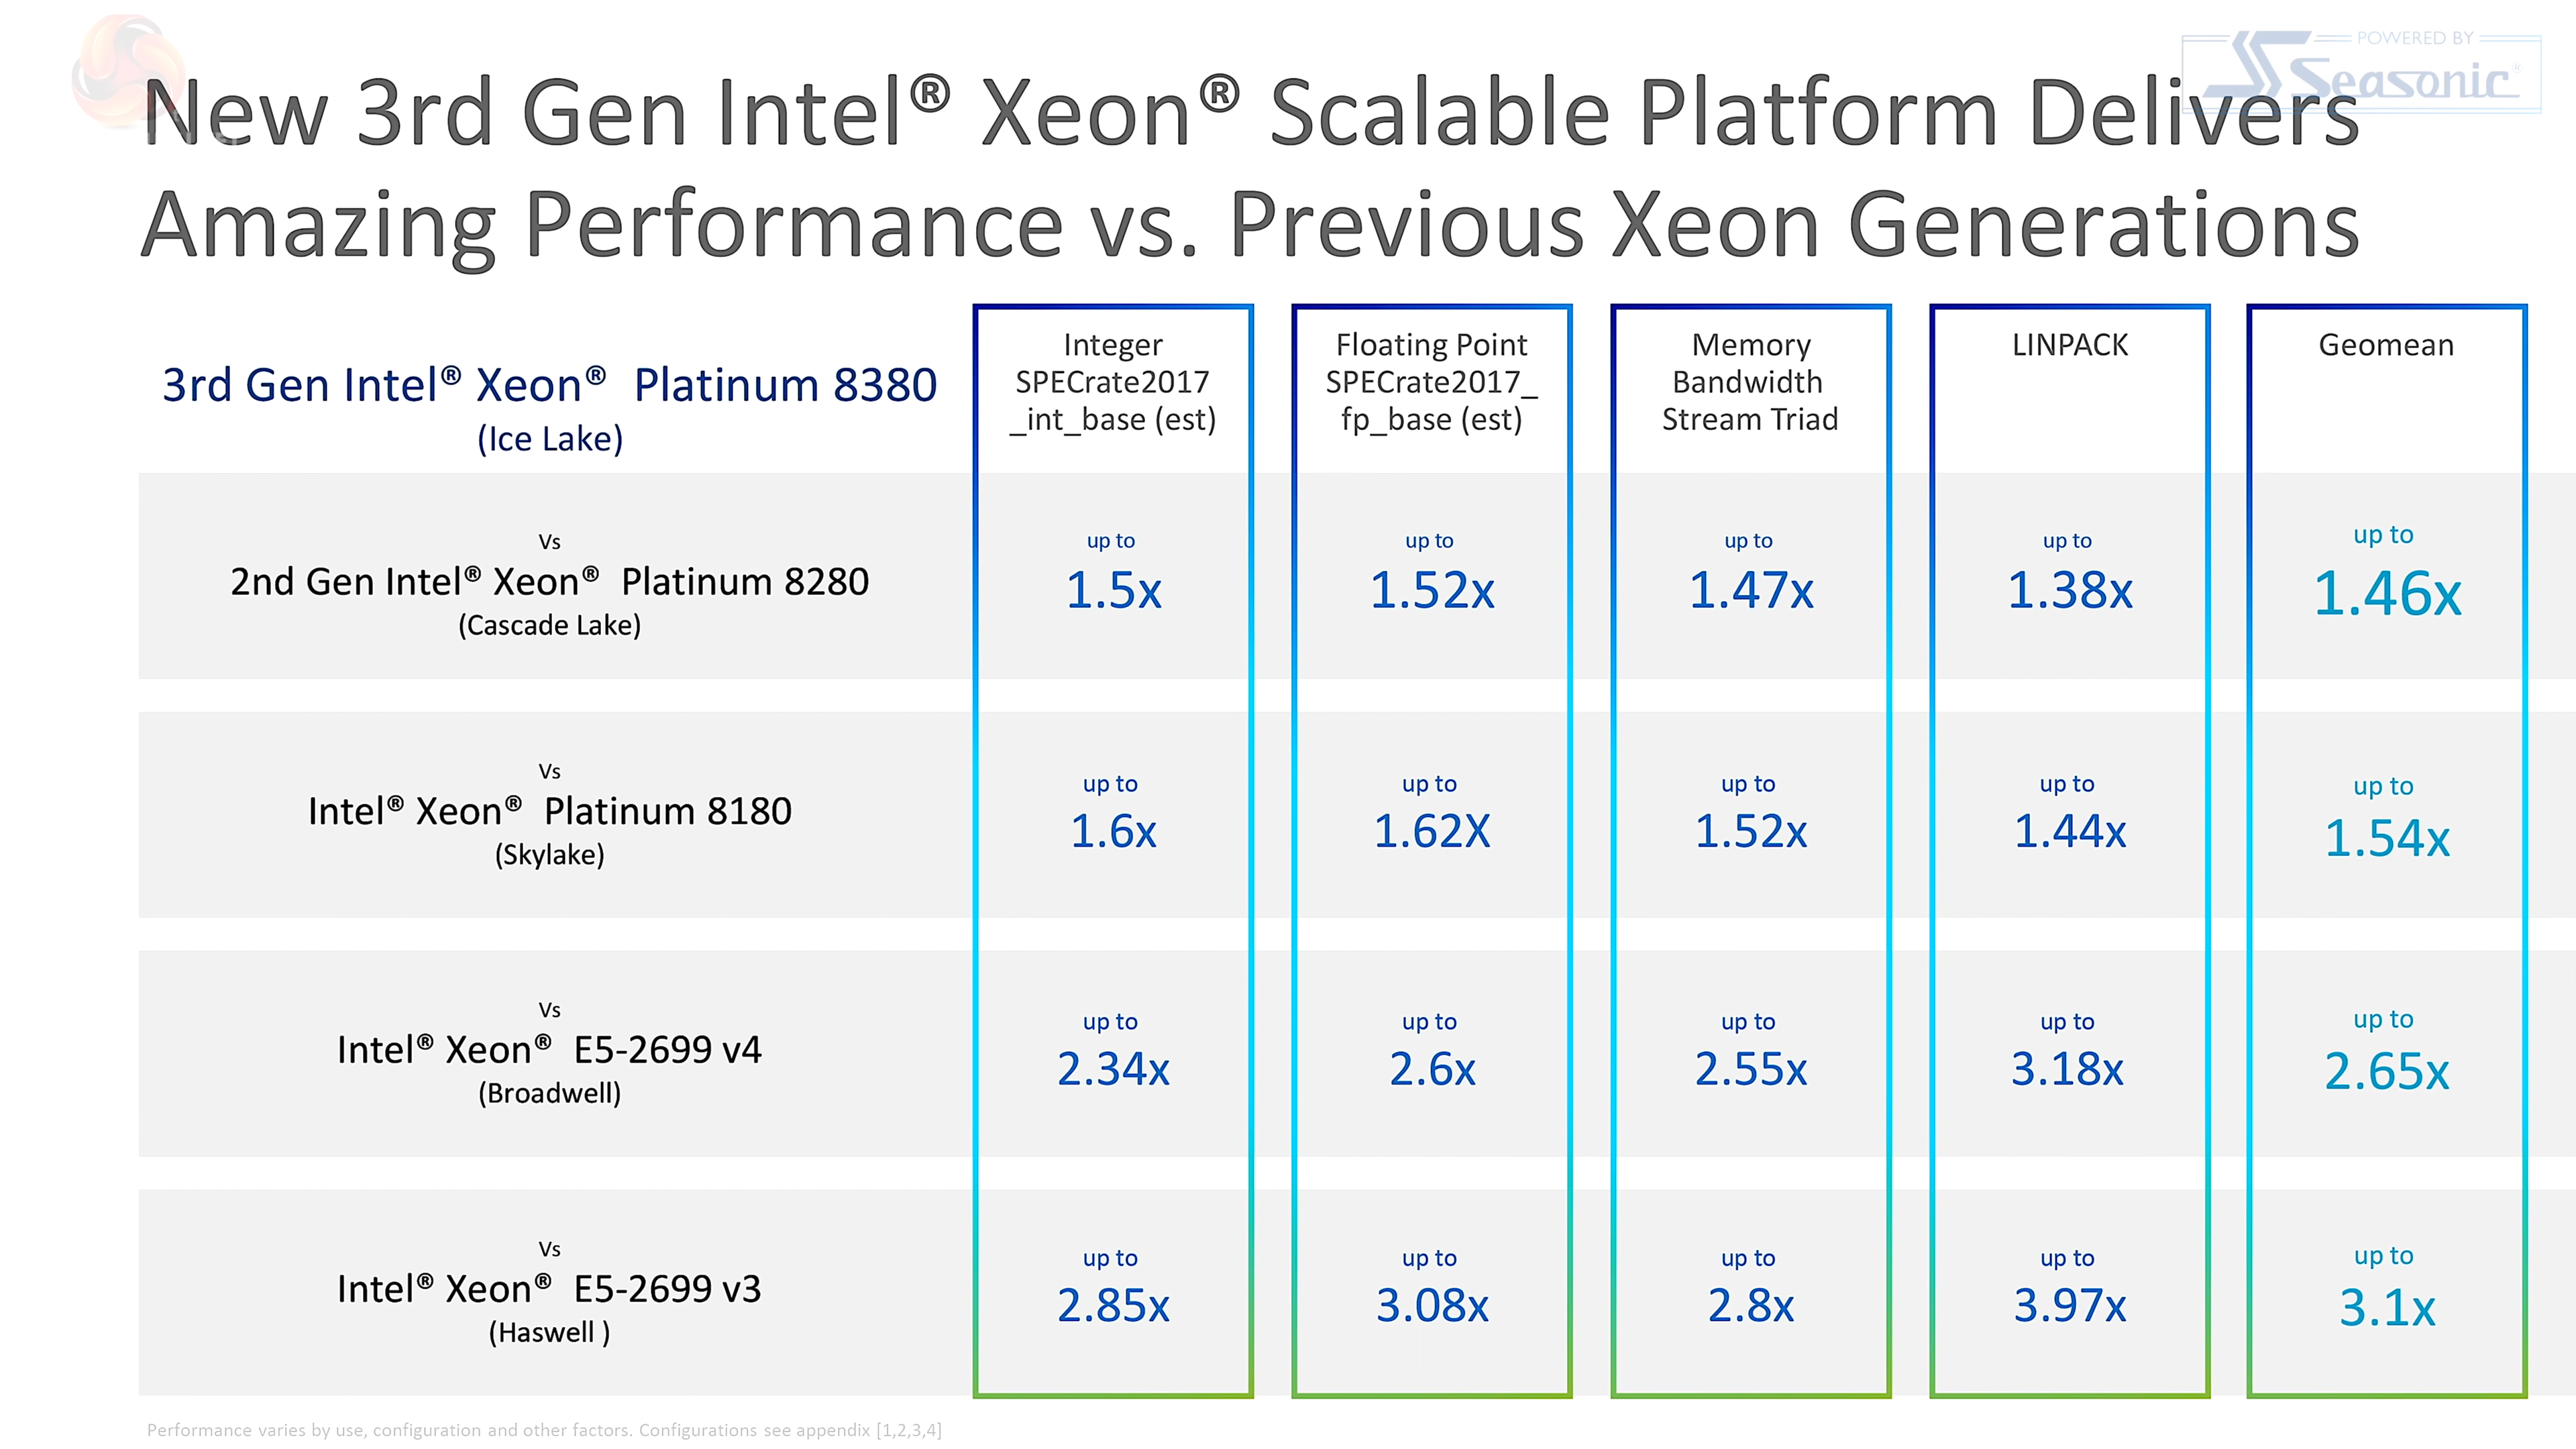 POWERED BY
Seasonic®
New 3rd Gen Intel® Xeon® Scalable Platform Delivers
Amazing Performance vs. Previous Xeon Generations
3rd Gen Intel® Xeon® Platinum 8380
(Ice Lake)
Integer
SPECrate2017
_int_base (est)
Floating Point
SPECrate2017_
fp_base (est)
Memory
Bandwidth
Stream Triad
LINPACK
Geomean
Vs
2nd Gen Intel® Xeon® Platinum 8280
(Cascade Lake)
up to
1.5x
up to
1.52x
up to
1.47x
up to
1.38x
up to
1.46x
Vs
Intel® Xeon® Platinum 8180
(Skylake)
up to
1.6x
up to
1.62X
up to
1.52x
up to
1.44x
up to
1.54x
Vs
Intel® Xeon® E5-2699 v4
(Broadwell)
up to
2.34x
up to
2.6x
up to
2.55x
up to
3.18x
up to
2.65x
Vs
Intel® Xeon® E5-2699 v3
(Haswell )
up to
2.85x
up to
3.08x
up to
2.8x
up to
3.97x
up to
3.1x
Performance varies by use, configuration and other factors. Configurations see appendix [1,2,3,4]